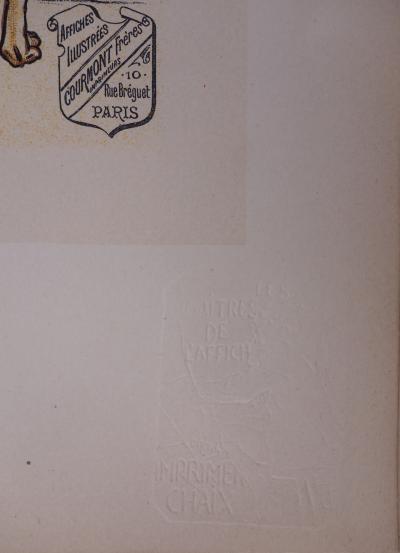 AFFICHES
ILLUSTRÉES
COURMONT Frères
IMPRIMEURS
·10·
Rue Bréguet
PARIS
LES
MAITRES
DE
L'AFFICHE
IMPRIMERIE
CHAIX